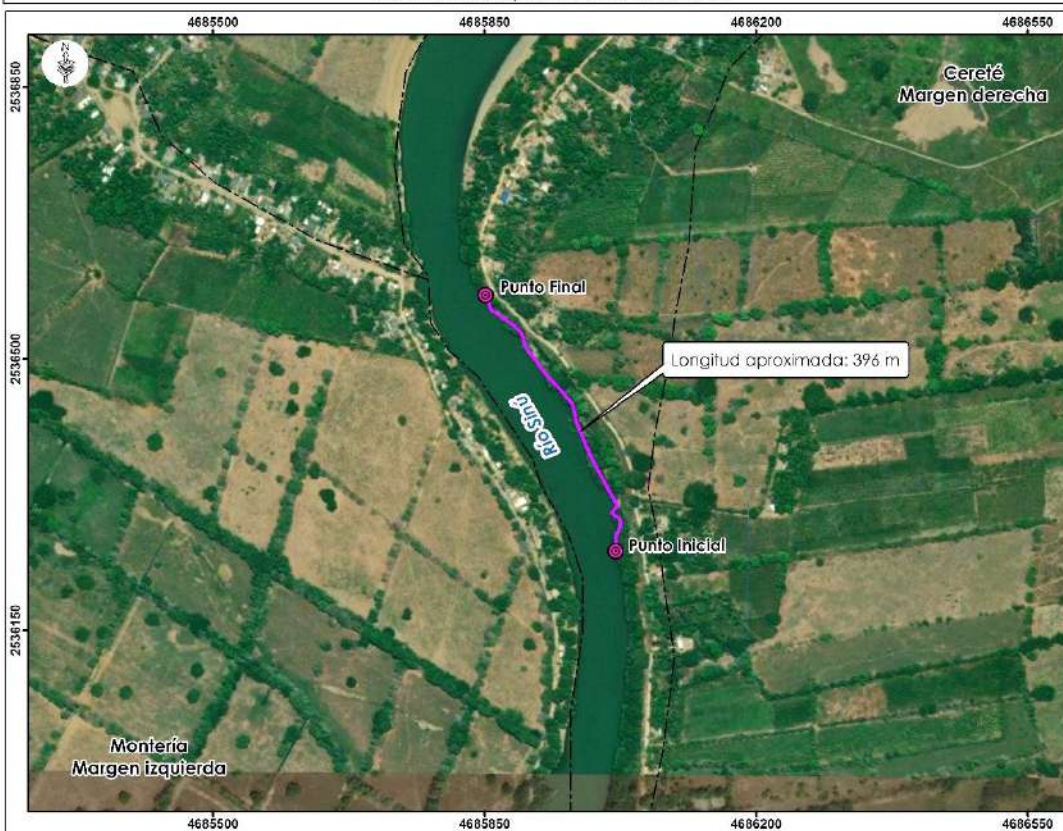 4685500
4685850
4686200
4686550
2536850
Cereté
Margen derecha
Punto Final
2536500
Longitud aproximada: 396 m
Río Sinú
Punto Inicial
2536150
Montería
Margen izquierda
4685500
4685850
4686200
4686550